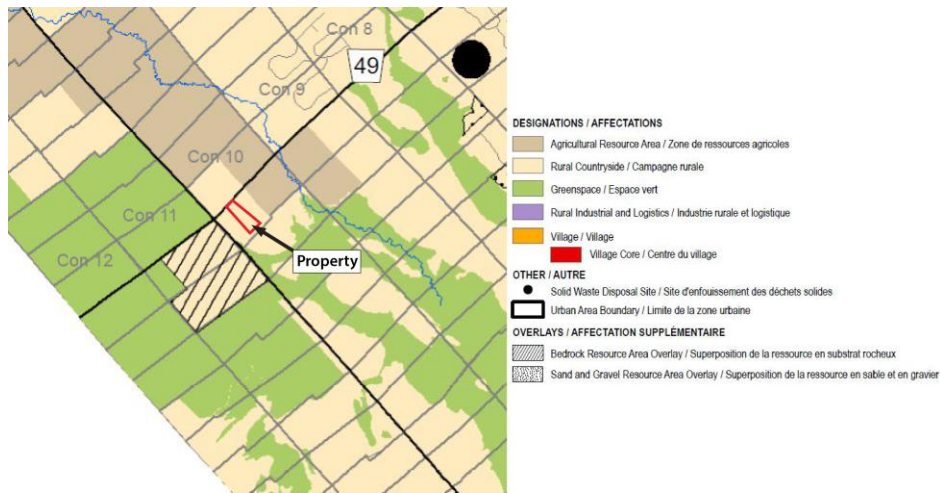 Con 8
49
Con 9
Con 10
Con 11
Con 12
Property
DESIGNATIONS / AFFECTATIONS
Agricultural Resource Area / Zone de ressources agricoles
Rural Countryside / Campagne rurale
Greenspace / Espace vert
Rural Industrial and Logistics / Industrie rurale et logistique
Village / Village
Village Core / Centre du village
OTHER / AUTRE
Solid Waste Disposal Site / Site d'enfouissement des déchets solides
Urban Area Boundary / Limite de la zone urbaine
OVERLAYS / AFFECTATION SUPPLÉMENTAIRE
Bedrock Resource Area Overlay / Superposition de la ressource en substrat rocheux
Sand and Gravel Resource Area Overlay / Superposition de la ressource en sable et en gravier